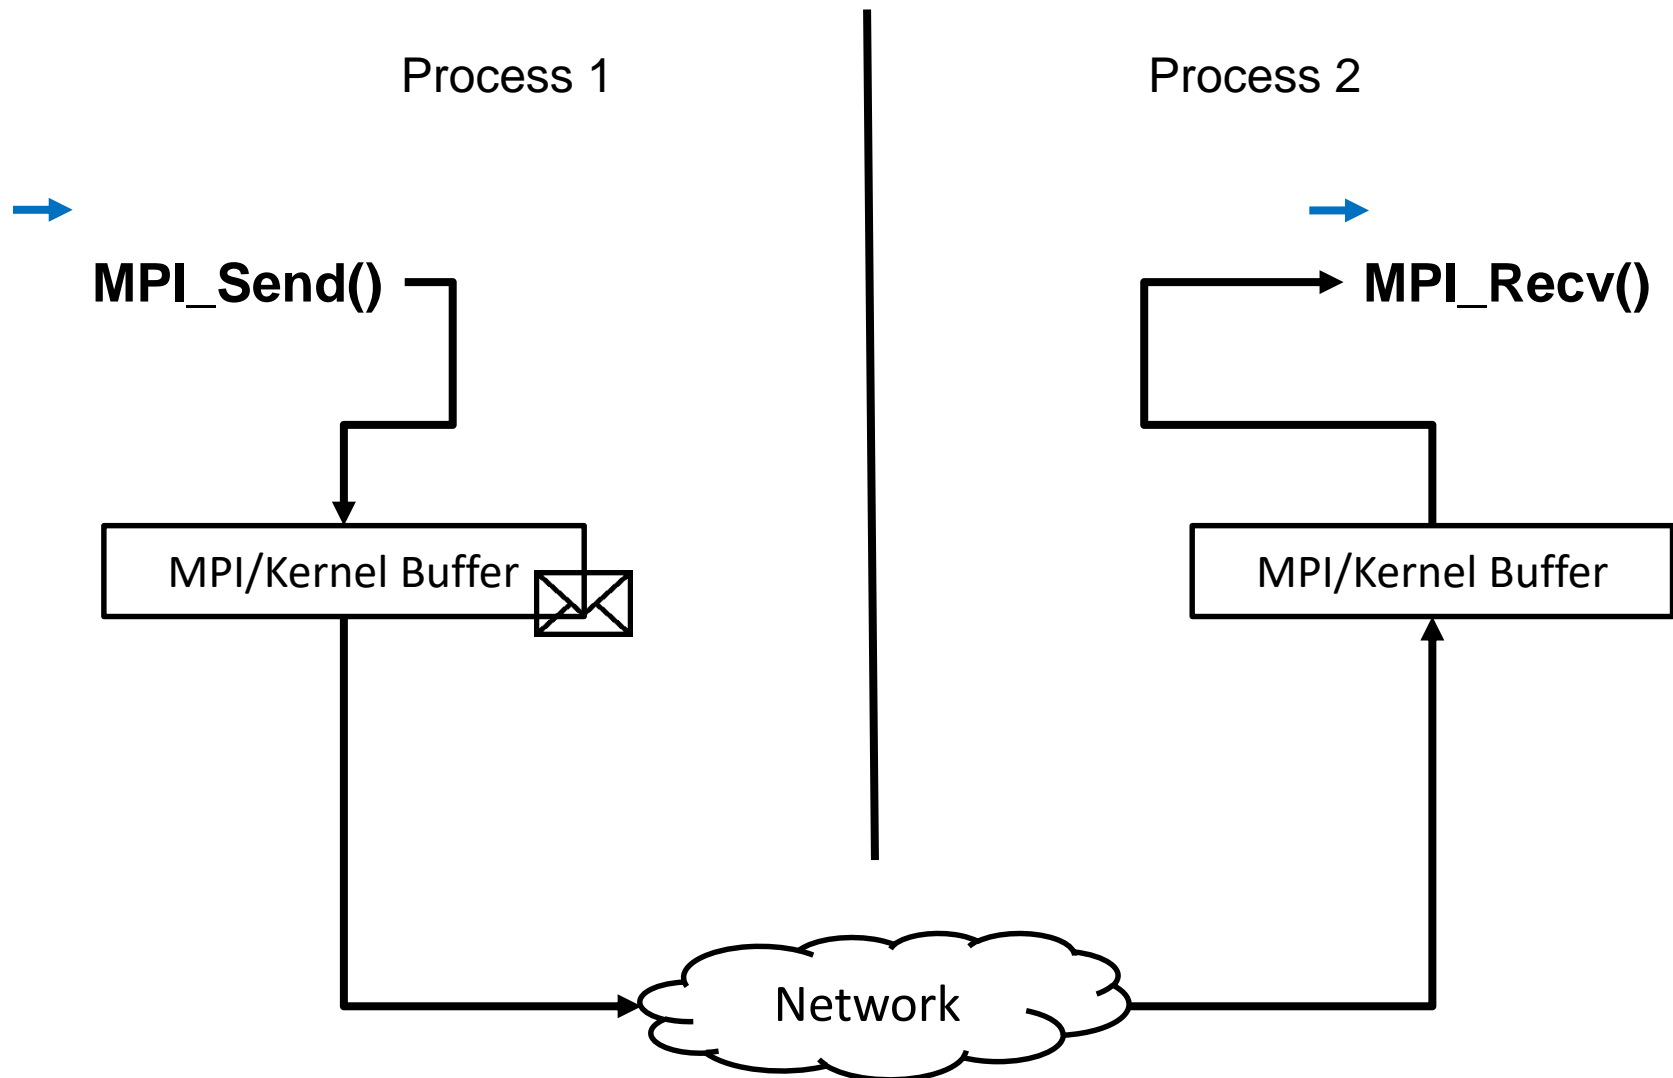 Process 1
Process 2
MPI_Send()
MPI_Recv()
MPI/Kernel Buffer
MPI/Kernel Buffer
Network